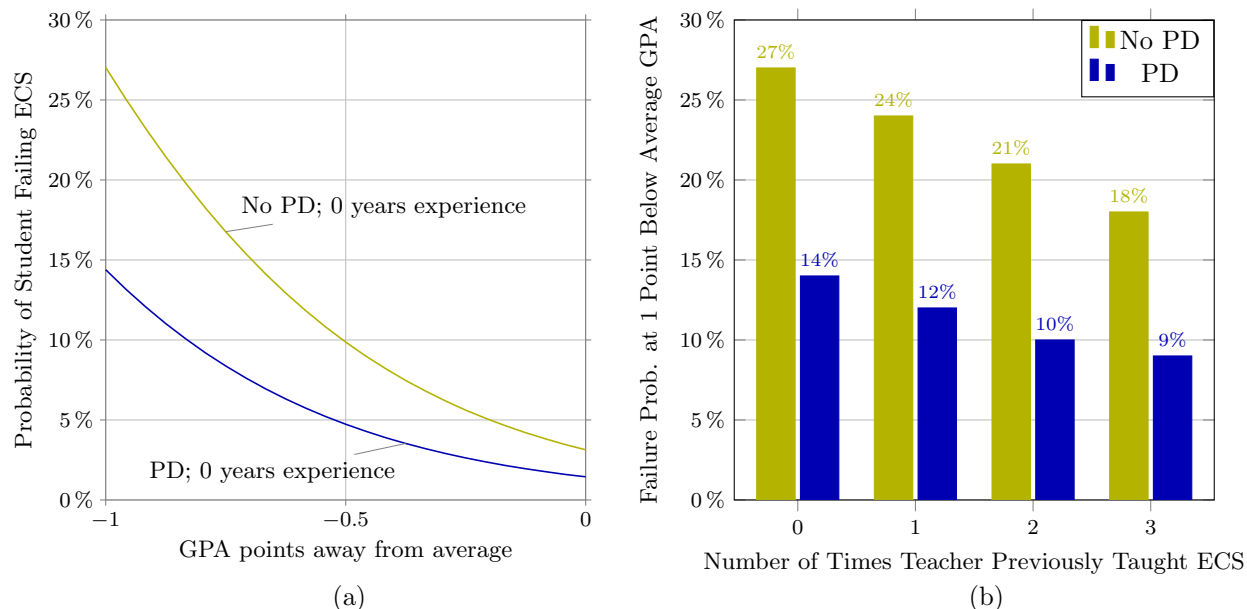 Probability of Student Failing ECS
30 %
25 %
20 %
15 %
10 %
5 %
0 %
No PD; 0 years experience
PD; 0 years experience
−1
−0.5
0
GPA points away from average
(a)
Failure Prob. at 1 Point Below Average GPA
30 %
25 %
20 %
15 %
10 %
5 %
0 %
No PD
PD
27%
24%
21%
18%
14%
12%
10%
9%
0
1
2
3
Number of Times Teacher Previously Taught ECS
(b)